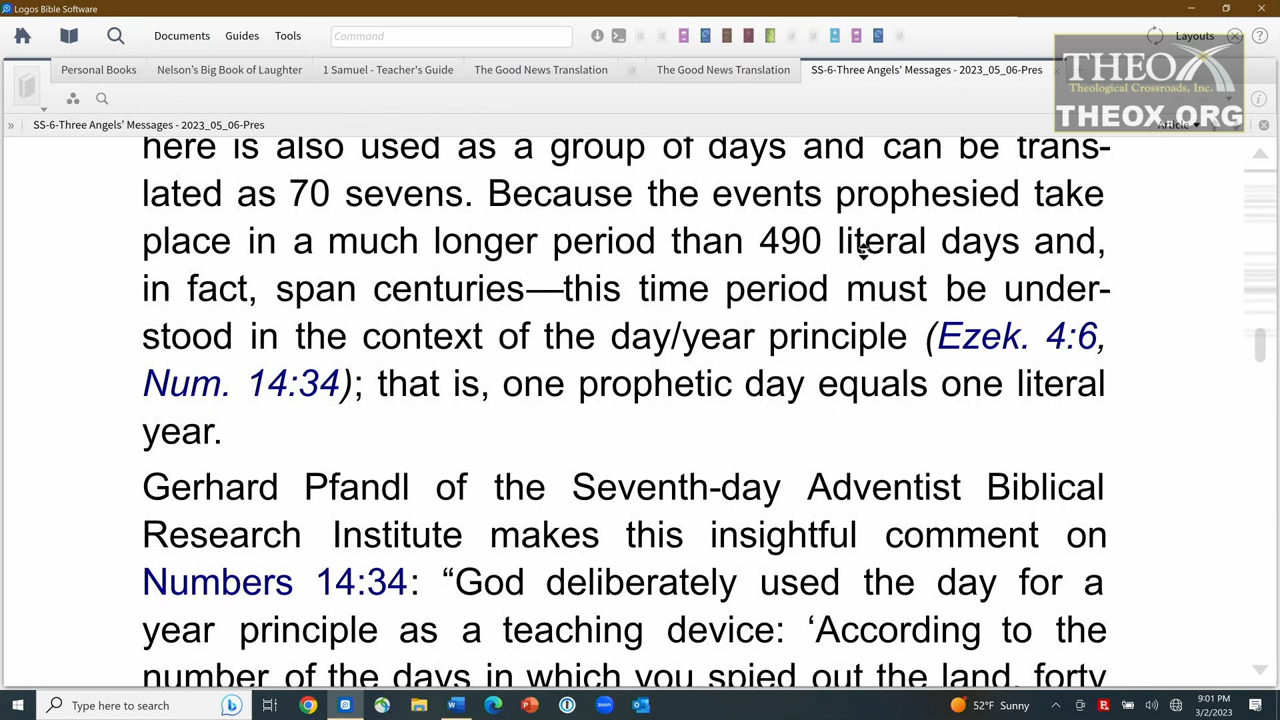 Logos Bible Software
Documents Guides Tools Command Layouts
Personal Books Nelson's Big Book of Laughter 1 Samuel - Teacher's Guide The Good News Translation The Good News Translation SS-6-Three Angels' Messages - 2023_05_06-Pres
THEOX
Theological Crossroads, Inc.
THEOX.ORG
SS-6-Three Angels' Messages - 2023_05_06-Pres Article
here is also used as a group of days and can be trans-
lated as 70 sevens. Because the events prophesied take
place in a much longer period than 490 literal days and,
in fact, span centuries—this time period must be under-
stood in the context of the day/year principle (Ezek. 4:6,
Num. 14:34); that is, one prophetic day equals one literal
year.
Gerhard Pfandl of the Seventh-day Adventist Biblical
Research Institute makes this insightful comment on
Numbers 14:34: “God deliberately used the day for a
year principle as a teaching device: ‘According to the
number of the days in which you spied out the land, forty
Type here to search 52°F Sunny 9:01 PM
3/2/2023